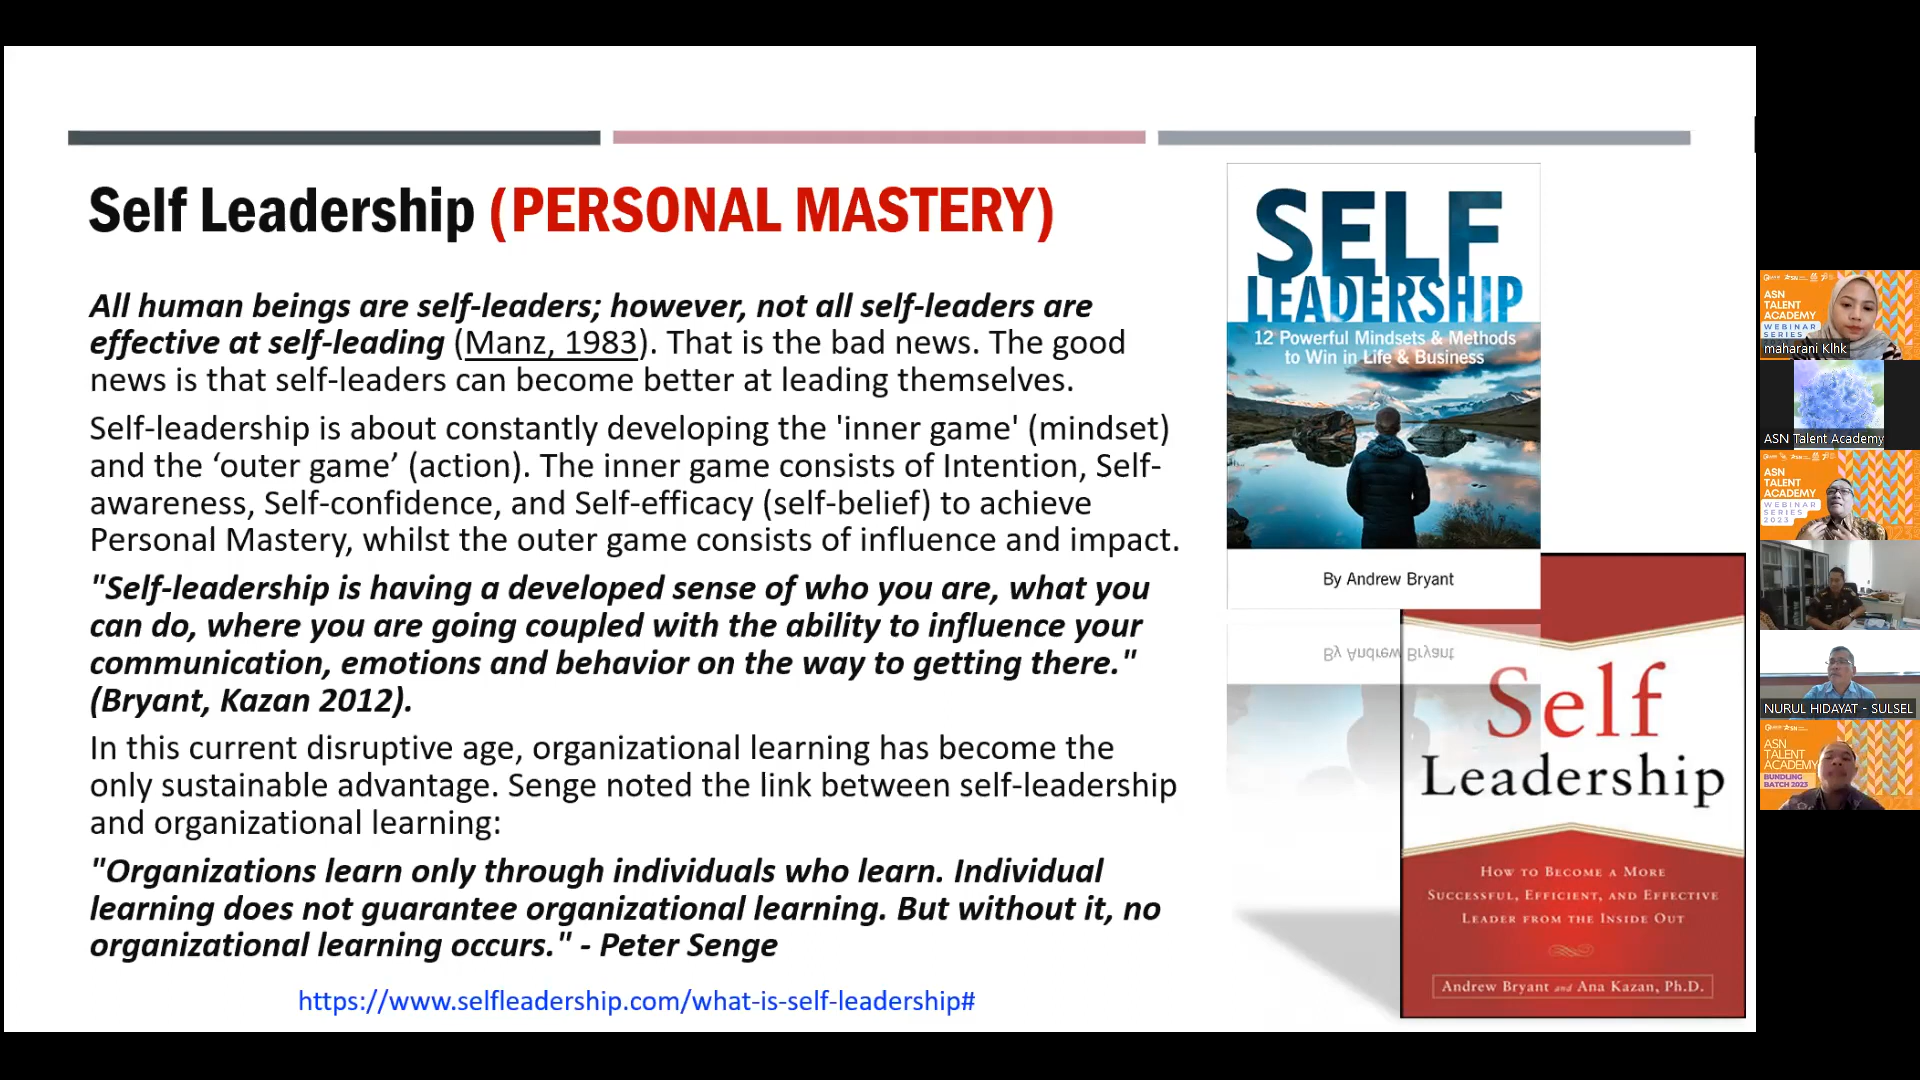 Self Leadership (PERSONAL MASTERY)
All human beings are self-leaders; however, not all self-leaders are
effective at self-leading (Manz, 1983). That is the bad news. The good
news is that self-leaders can become better at leading themselves.
Self-leadership is about constantly developing the 'inner game' (mindset)
and the ‘outer game’ (action). The inner game consists of Intention, Self-
awareness, Self-confidence, and Self-efficacy (self-belief) to achieve
Personal Mastery, whilst the outer game consists of influence and impact.
"Self-leadership is having a developed sense of who you are, what you
can do, where you are going coupled with the ability to influence your
communication, emotions and behavior on the way to getting there."
(Bryant, Kazan 2012).
In this current disruptive age, organizational learning has become the
only sustainable advantage. Senge noted the link between self-leadership
and organizational learning:
"Organizations learn only through individuals who learn. Individual
learning does not guarantee organizational learning. But without it, no
organizational learning occurs." - Peter Senge
https://www.selfleadership.com/what-is-self-leadership#
SELF
LEADERSHIP
12 Powerful Mindsets & Methods
to Win in Life & Business
By Andrew Bryant
By Andrew Bryant
Self
Leadership
How to Become a More
Successful, Efficient, and Effective
Leader from the Inside Out
Andrew Bryant and Ana Kazan, Ph.D.
ASN
TALENT
ACADEMY
WEBINAR
SERIES
maharani Klhk
ASN Talent Academy
ASN
TALENT
ACADEMY
WEBINAR
SERIES
2023
NURUL HIDAYAT - SULSEL
ASN
TALENT
ACADEMY
BUNDLING
BATCH 2023